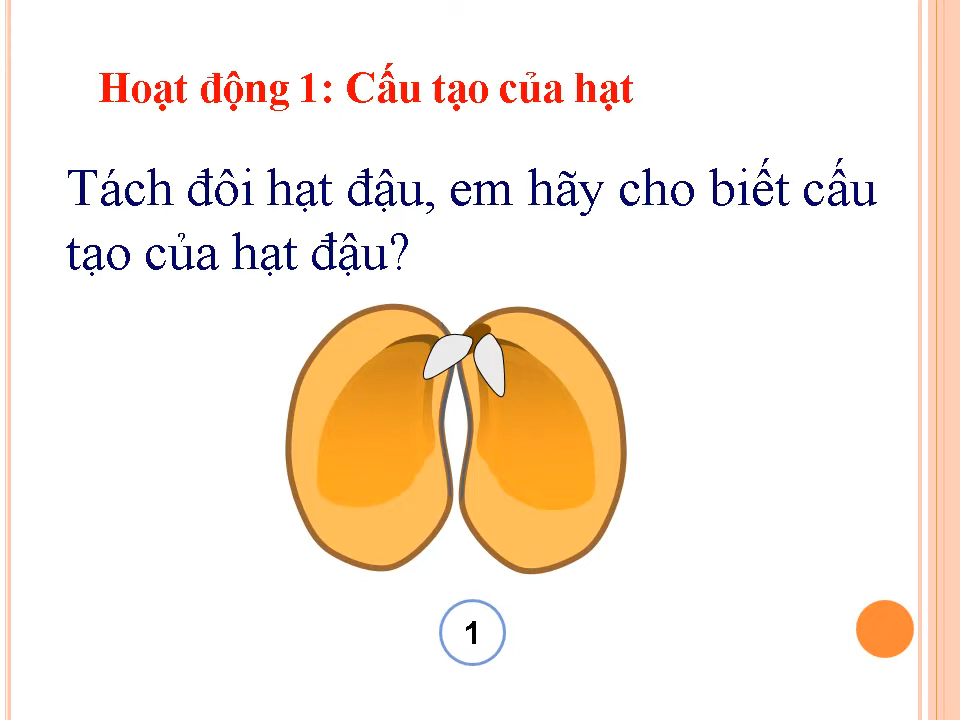 Hoạt động 1: Cấu tạo của hạt
Tách đôi hạt đậu, em hãy cho biết cấu
tạo của hạt đậu?
1